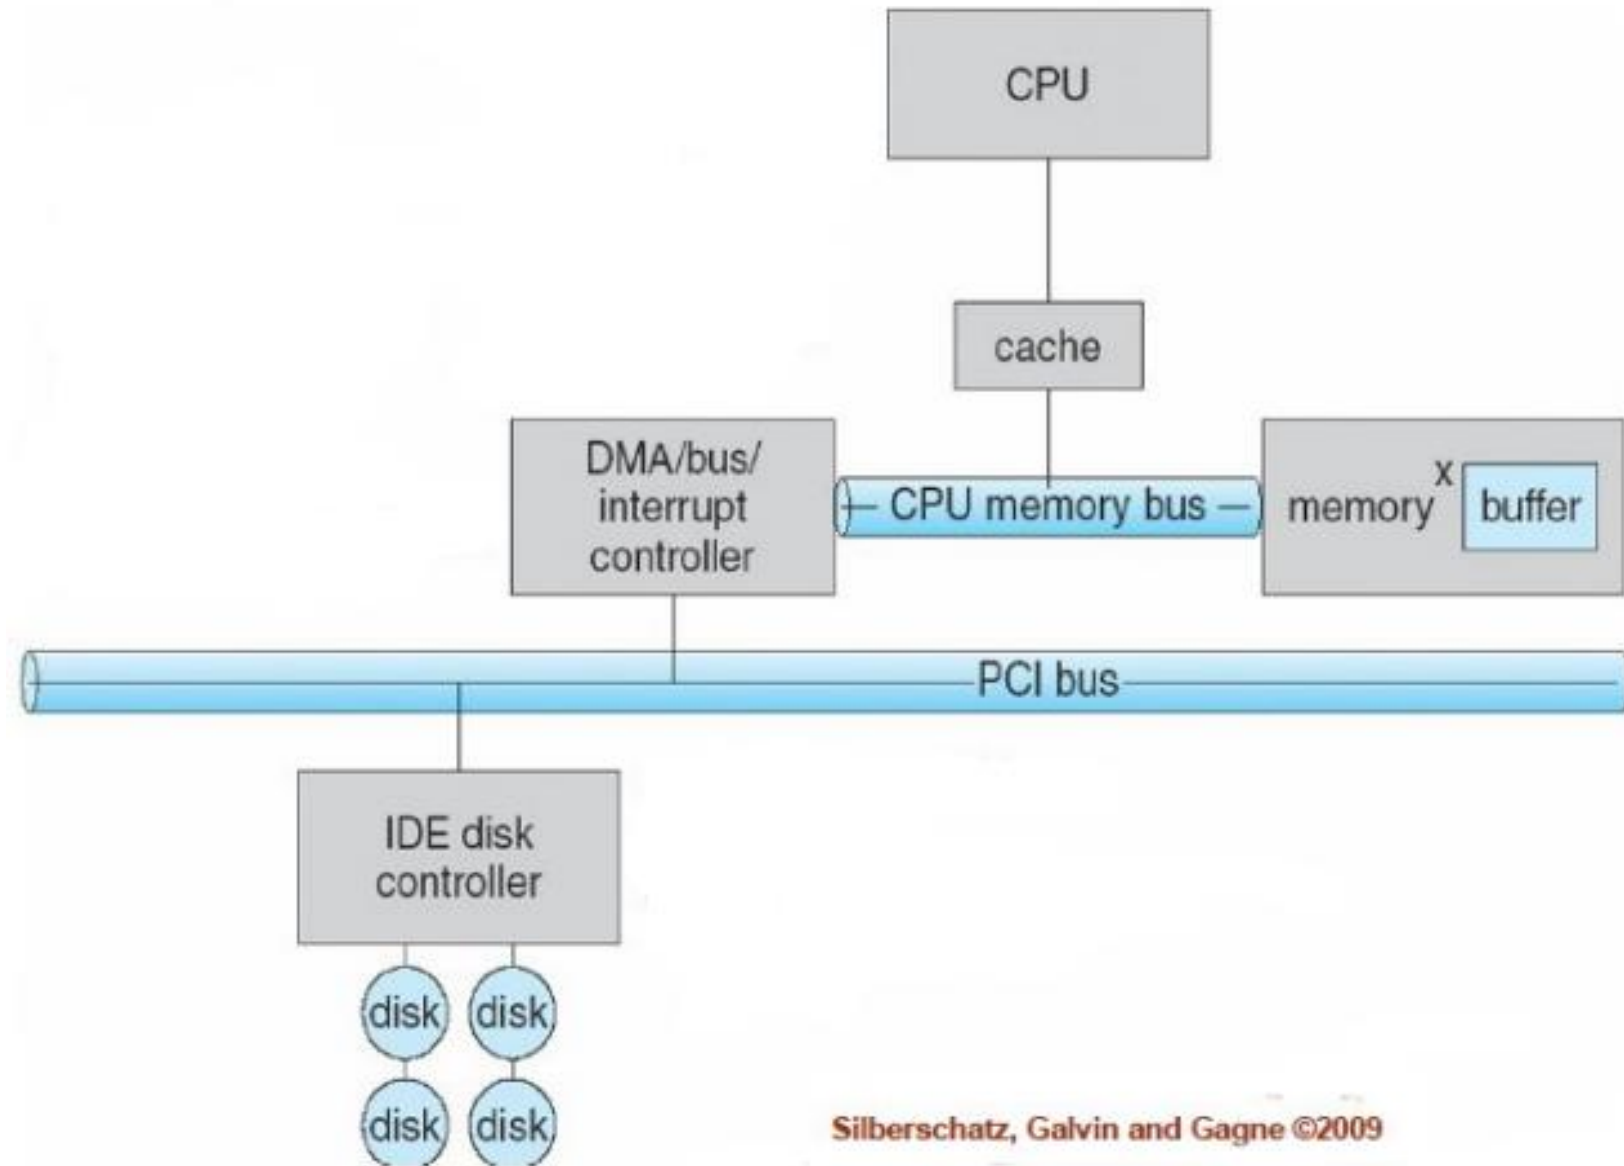 CPU
cache
DMA/bus/
interrupt
controller
CPU memory bus
memory
x
buffer
PCI bus
IDE disk
controller
disk
disk
disk
disk
Silberschatz, Galvin and Gagne ©2009